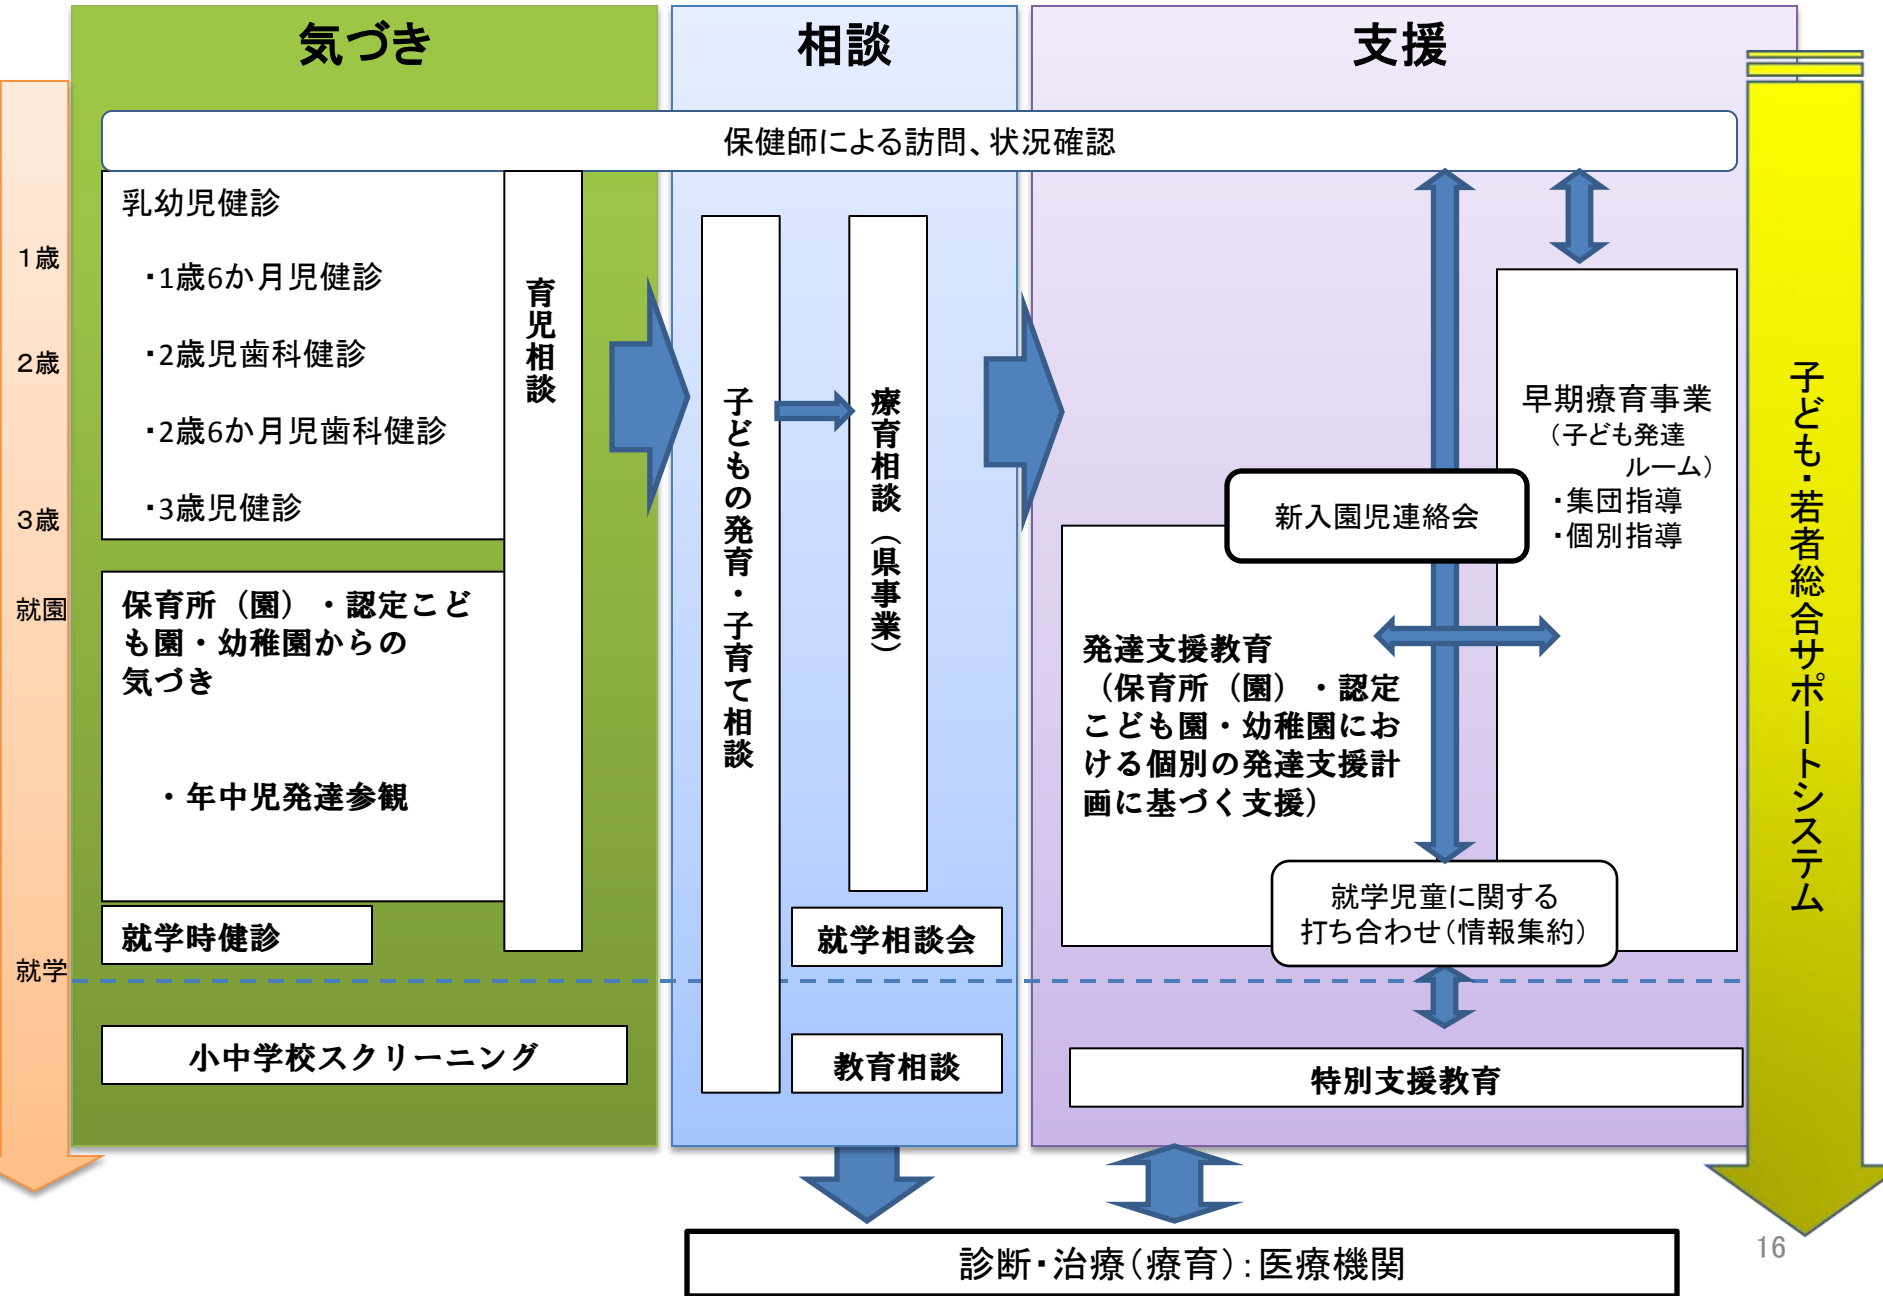 気づき
相談
支援
保健師による訪問、状況確認
1歳
2歳
3歳
就園
就学
乳幼児健診
・1歳6か月児健診
・2歳児歯科健診
・2歳6か月児歯科健診
・3歳児健診
育児相談
保育所（園）・認定こど
も園・幼稚園からの
気づき
・年中児発達参観
就学時健診
小中学校スクリーニング
子どもの発育・子育て相談
療育相談（県事業）
就学相談会
教育相談
早期療育事業
（子ども発達
ルーム）
・集団指導
・個別指導
新入園児連絡会
発達支援教育
（保育所（園）・認定
こども園・幼稚園にお
ける個別の発達支援計
画に基づく支援）
就学児童に関する
打ち合わせ（情報集約）
特別支援教育
子ども・若者総合サポートシステム
診断・治療（療育）：医療機関
16